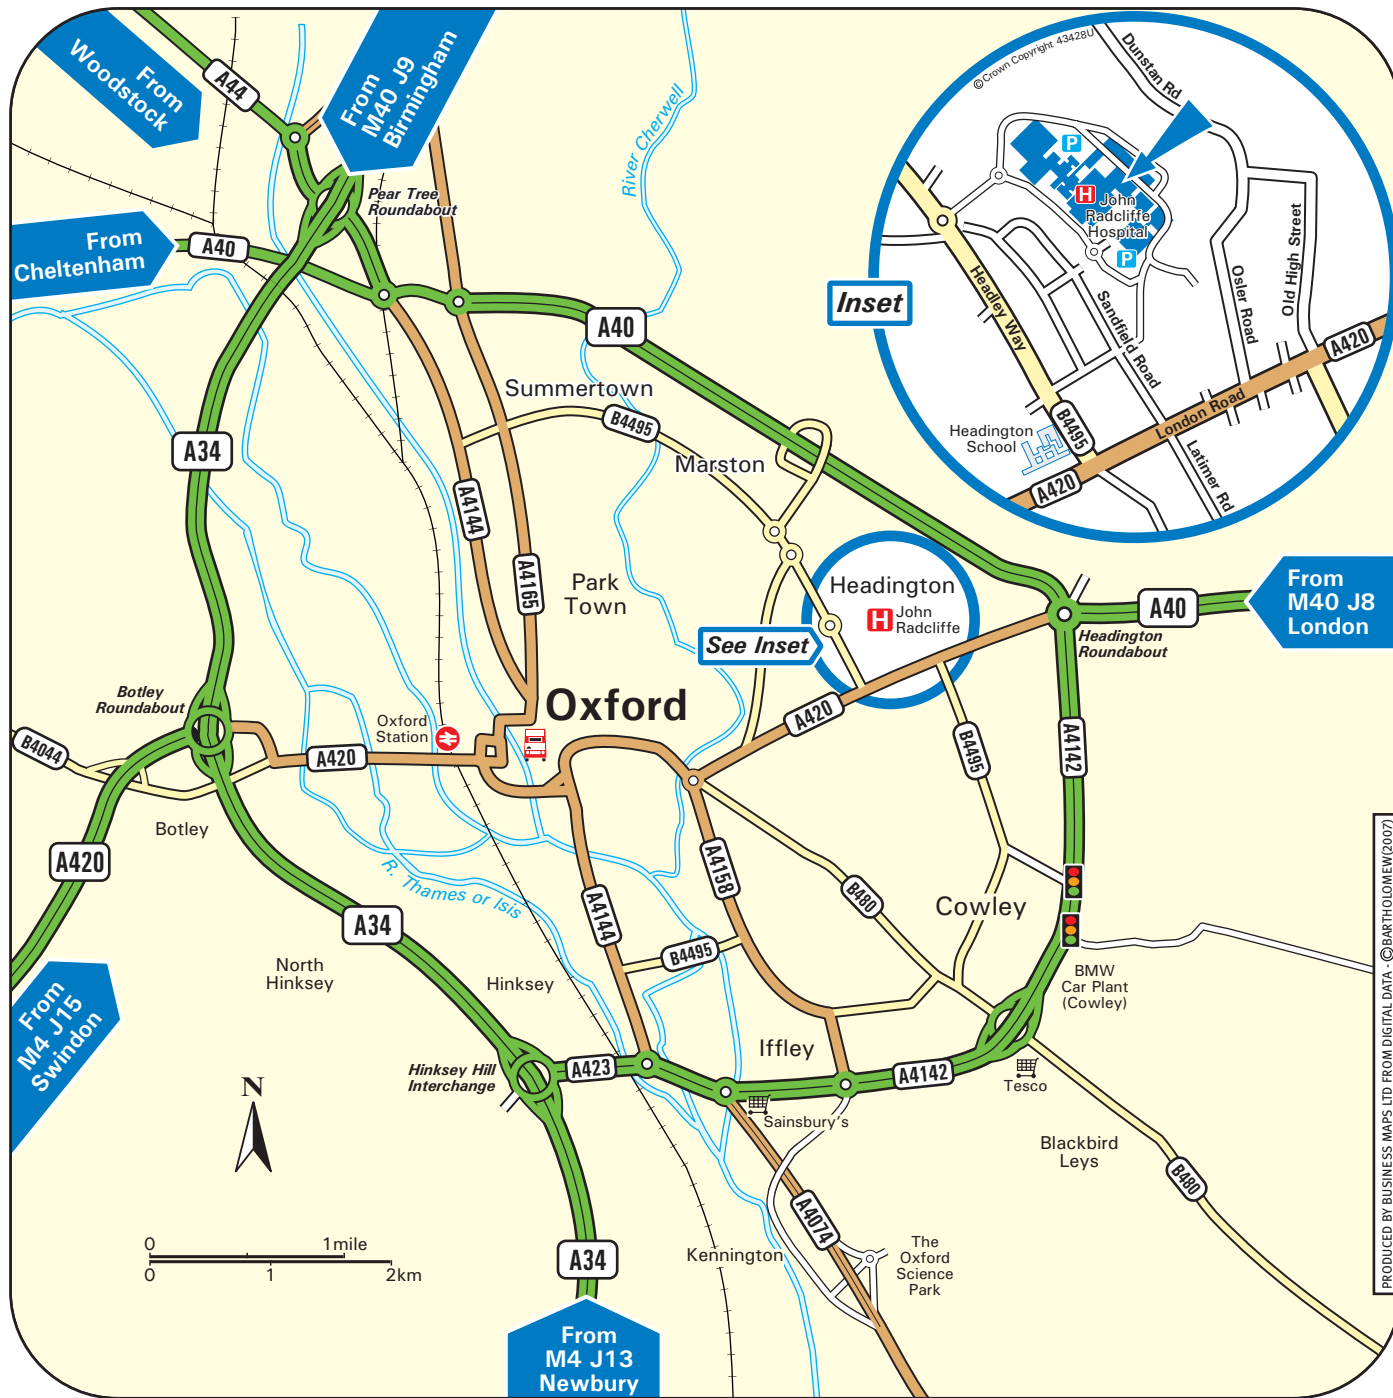 From
Woodstock
A44
From
M40 J9
Birmingham
River Cherwell
©Crown Copyright 43428U
Dunstan Rd
P
H
John
Radcliffe
Hospital
P
Pear Tree
Roundabout
From
Cheltenham
A40
Inset
Headley Way
Sandfield Road
Osler Road
Old High Street
A40
A420
London Road
B4495
Headington
School
A420
Latimer Rd
Summertown
B4495
Marston
A34
A4144
A4165
Park
Town
Headington
H
John
Radcliffe
See Inset
A40
From
M40 J8
London
Headington
Roundabout
Botley
Roundabout
Oxford
Station
Oxford
A420
B4044
A420
B4495
A4142
Botley
A420
R. Thames or Isis
A4158
B480
A4144
Cowley
A34
B4495
North
Hinksey
Hinksey
BMW
Car Plant
(Cowley)
From
M4 J15
Swindon
Hinksey Hill
Interchange
A423
Iffley
A4142
Tesco
Sainsbury's
N
Blackbird
Leys
B480
A4074
Kennington
The
Oxford
Science
Park
0
1mile
0
1
2km
A34
From
M4 J13
Newbury
PRODUCED BY BUSINESS MAPS LTD FROM DIGITAL DATA - ©BARTHOLOMEW(2007)